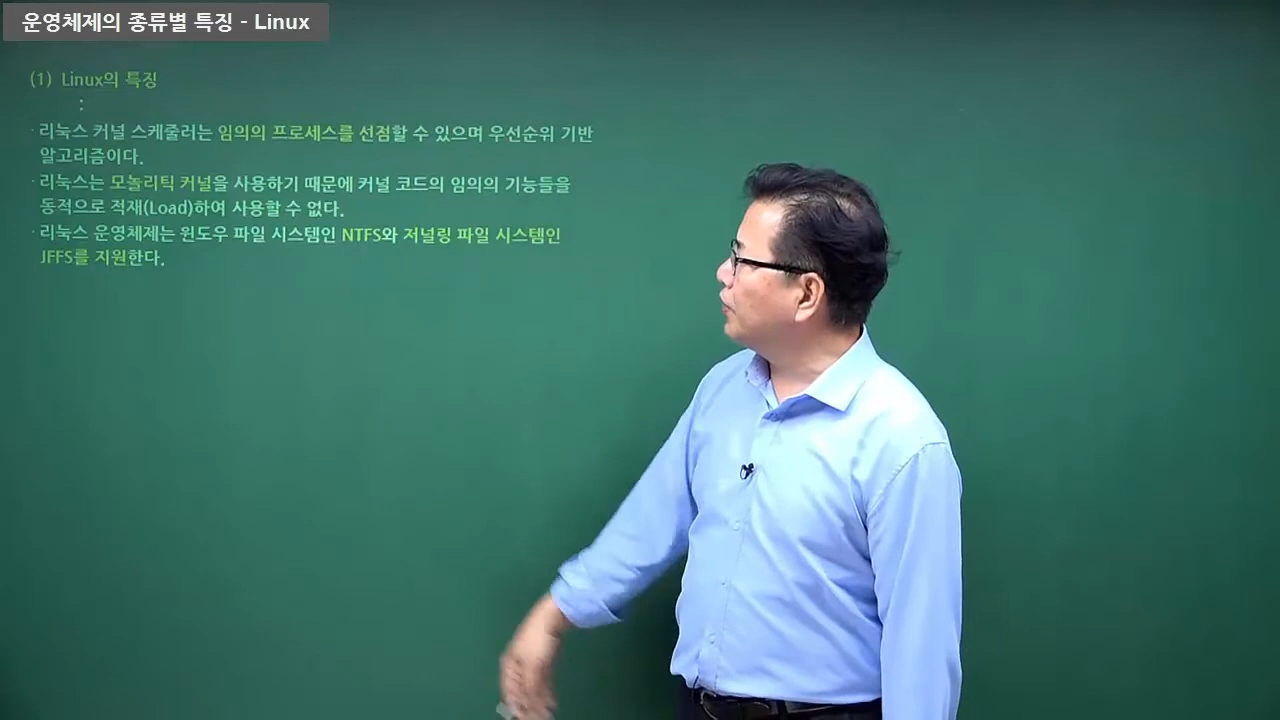 운영체제의 종류별 특징 - Linux
(1) Linux의 특징
:
· 리눅스 커널 스케줄러는 임의의 프로세스를 선점할 수 있으며 우선순위 기반
알고리즘이다.
· 리눅스는 모놀리틱 커널을 사용하기 때문에 커널 코드의 임의의 기능들을
동적으로 적재(Load)하여 사용할 수 없다.
· 리눅스 운영체제는 윈도우 파일 시스템인 NTFS와 저널링 파일 시스템인
JFFS를 지원한다.